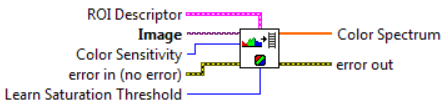 ROI Descriptor
Image
Color Sensitivity
error in (no error)
Learn Saturation Threshold
Color Spectrum
error out